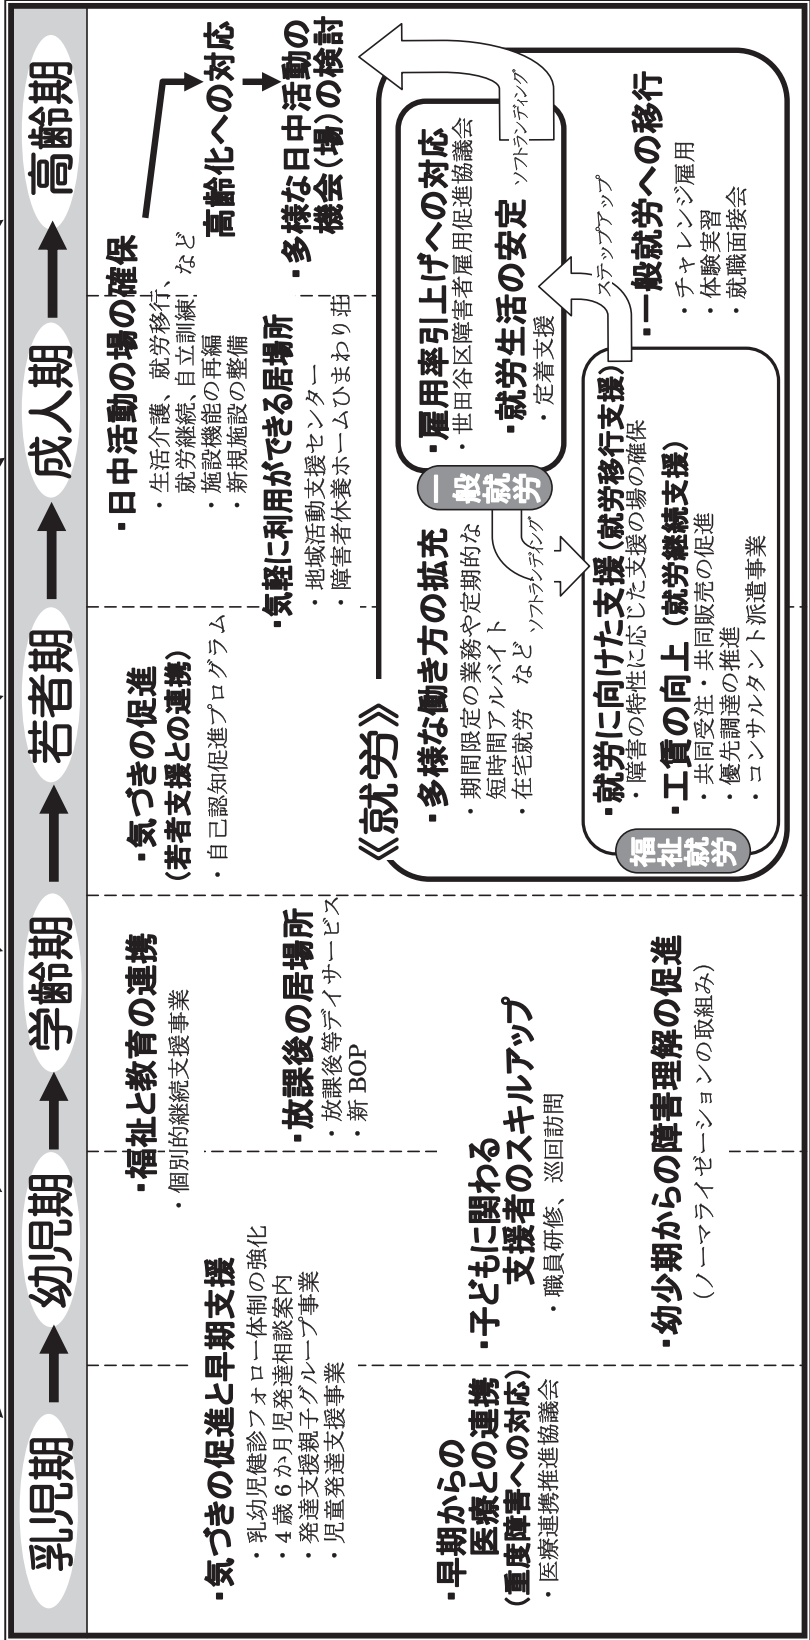 乳児期
幼児期
学齢期
若者期
成人期
高齢期
・気づきの促進と早期支援
・乳幼児健診フォロー体制の強化
・4歳6か月児発達相談案内
・発達支援親子グループ事業
・児童発達支援事業
・早期からの
医療との連携
(重度障害への対応)
・医療連携推進協議会
・福祉と教育の連携
・個別的継続支援事業
・放課後の居場所
・放課後等デイサービス
・新BOP
・子どもに関わる
支援者のスキルアップ
・職員研修、巡回訪問
・幼少期からの障害理解の促進
(ノーマライゼーションの取組み)
・気づきの促進
(若者支援との連携)
・自己認知促進プログラム
・日中活動の場の確保
・生活介護、就労移行、
就労継続、自立訓練 など
・施設機能の再編
・新規施設の整備
・気軽に利用ができる居場所
・地域活動支援センター
・障害者休養ホームひまわり荘
高齢化への対応
・多様な日中活動の
機会(場)の検討
《就労》
・多様な働き方の拡充
・期間限定の業務や定期的な
短時間アルバイト
・在宅就労 など
ソフトランディング
一般
就労
・雇用率引上げへの対応
・世田谷区障害者雇用促進協議会
・就労生活の安定
・定着支援
ソフトランディング
福祉
就労
・就労に向けた支援(就労移行支援)
・障害の特性に応じた支援の場の確保
・工賃の向上(就労継続支援)
・共同受注・共同販売の促進
・優先調達の推進
・コンサルタント派遣事業
ステップアップ
・一般就労への移行
・チャレンジ雇用
・体験実習
・就職面接会